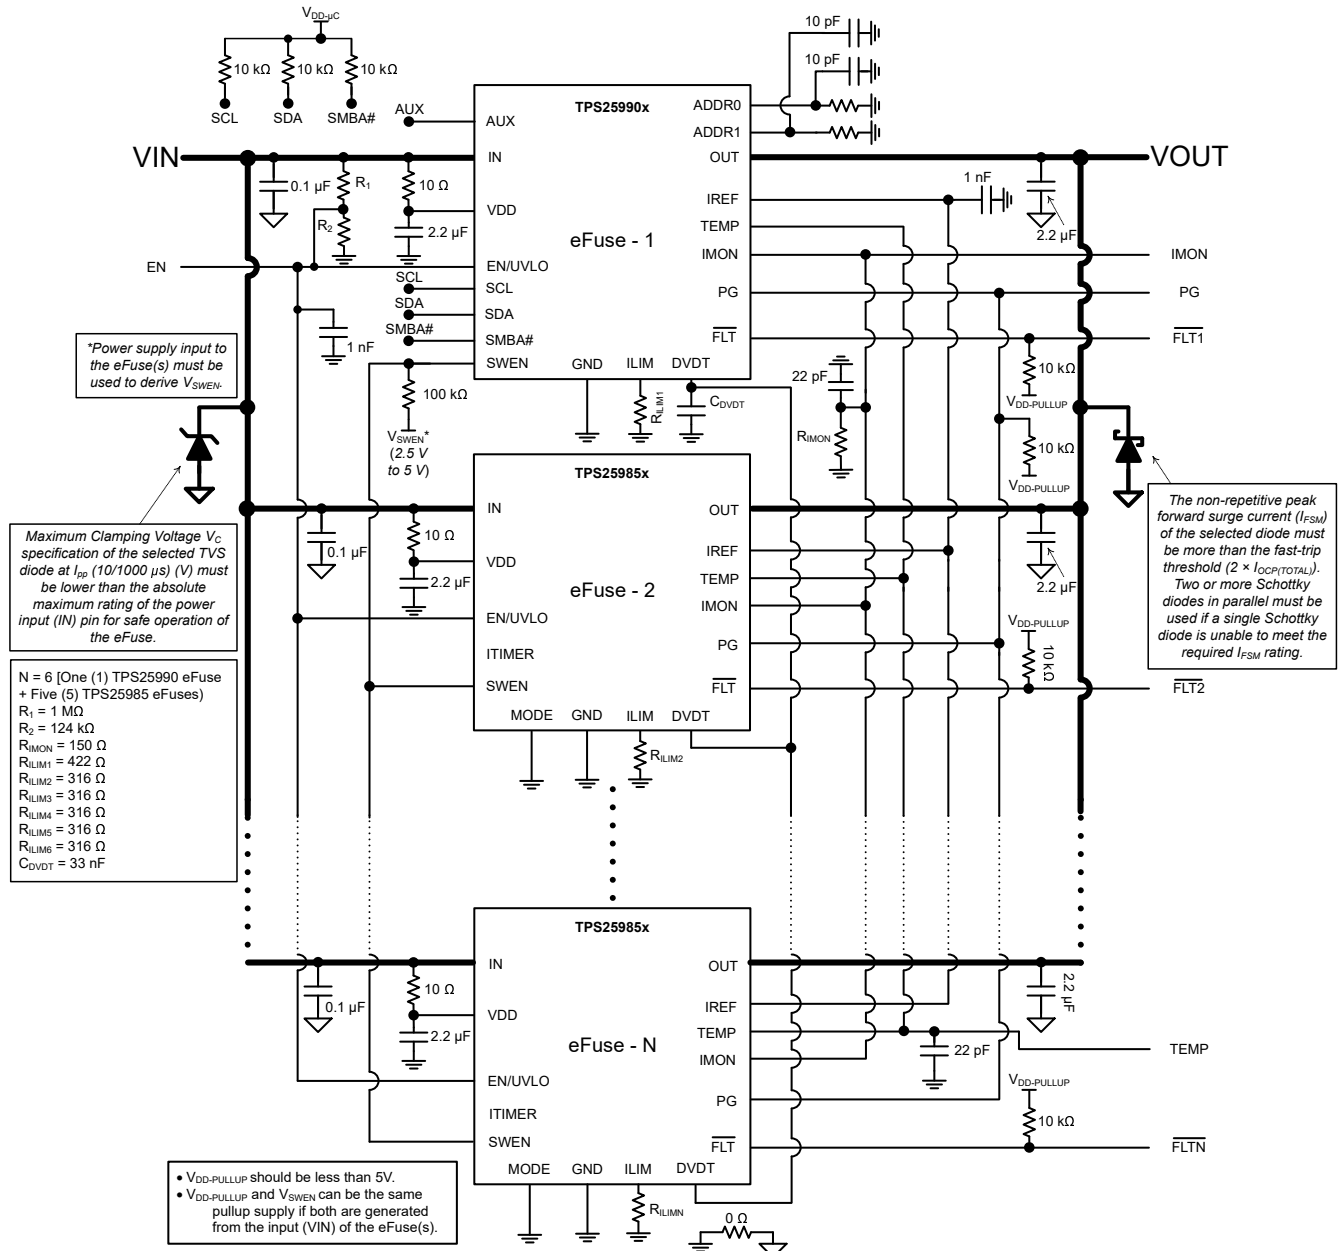 VDD-µC
10 kΩ
10 kΩ
10 kΩ
SCL
SDA
SMBA#
10 pF
10 pF
TPS25990x
AUX
AUX
ADDR0
ADDR1
VIN
IN
OUT
VOUT
0.1 µF
R1
10 Ω
R2
VDD
2.2 µF
eFuse - 1
IREF
1 nF
TEMP
2.2 µF
IMON
IMON
EN
EN/UVLO
SCL
SCL
SDA
SDA
SMBA#
SMBA#
PG
PG
FLT
FLT1
1 nF
SWEN
GND
ILIM
DVDT
*Power supply input to
the eFuse(s) must be
used to derive VSWEN.
100 kΩ
VSWEN*
(2.5 V
to 5 V)
RILIM1
CDVDT
22 pF
RIMON
10 kΩ
VDD-PULLUP
10 kΩ
VDD-PULLUP
TPS25985x
IN
OUT
0.1 µF
10 Ω
VDD
2.2 µF
eFuse - 2
IREF
TEMP
IMON
2.2 µF
EN/UVLO
PG
VDD-PULLUP
10 kΩ
ITIMER
SWEN
FLT
FLT2
MODE
GND
ILIM
DVDT
RILIM2
Maximum Clamping Voltage VC
specification of the selected TVS
diode at Ipp (10/1000 µs) (V) must
be lower than the absolute
maximum rating of the power
input (IN) pin for safe operation of
the eFuse.
The non-repetitive peak
forward surge current (IFSM)
of the selected diode must
be more than the fast-trip
threshold (2 × IOCP(TOTAL)).
Two or more Schottky
diodes in parallel must be
used if a single Schottky
diode is unable to meet the
required IFSM rating.
N = 6 [One (1) TPS25990 eFuse
+ Five (5) TPS25985 eFuses)
R1 = 1 MΩ
R2 = 124 kΩ
RIMON = 150 Ω
RILIM1 = 422 Ω
RILIM2 = 316 Ω
RILIM3 = 316 Ω
RILIM4 = 316 Ω
RILIM5 = 316 Ω
RILIM6 = 316 Ω
CDVDT = 33 nF
TPS25985x
IN
OUT
0.1 µF
10 Ω
VDD
2.2 µF
eFuse - N
IREF
TEMP
IMON
2.2 µF
22 pF
TEMP
EN/UVLO
PG
VDD-PULLUP
10 kΩ
ITIMER
SWEN
FLT
FLTN
MODE
GND
ILIM
DVDT
RILIMN
0 Ω
• VDD-PULLUP should be less than 5V.
• VDD-PULLUP and VSWEN can be the same
pullup supply if both are generated
from the input (VIN) of the eFuse(s).